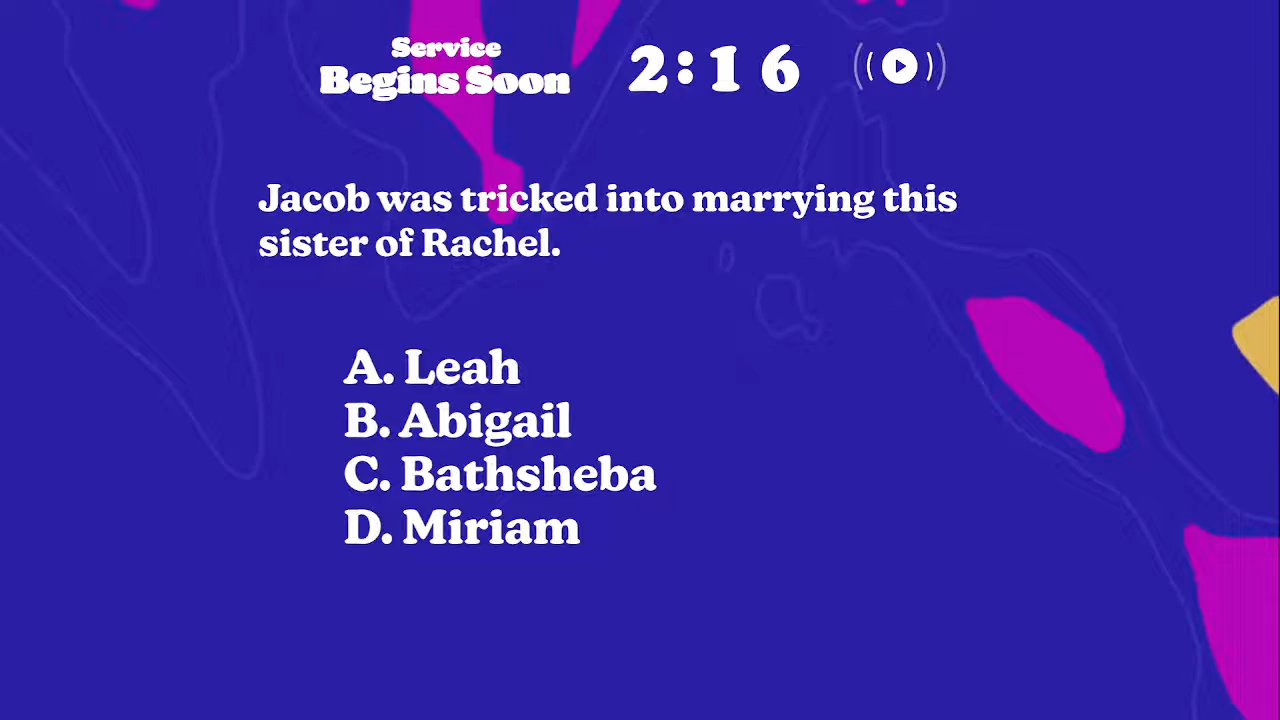 Service
Begins Soon
2:16
Jacob was tricked into marrying this
sister of Rachel.
A. Leah
B. Abigail
C. Bathsheba
D. Miriam